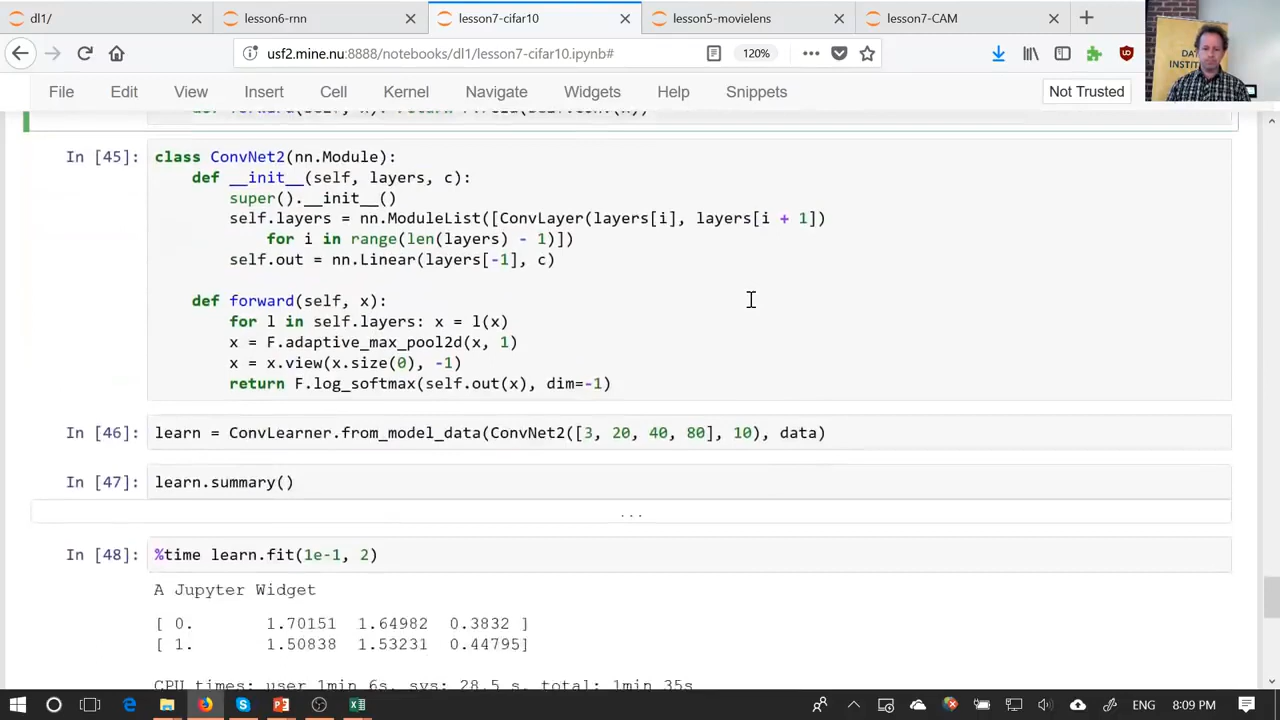 dl1/
lesson6-rnn
lesson7-cifar10
lesson5-movielens
lesson7-CAM
usf2.mine.nu:8888/notebooks/dl1/lesson7-cifar10.ipynb#
120%
DATA
INSTITU
File Edit View Insert Cell Kernel Navigate Widgets Help Snippets
Not Trusted
In [45]:
class ConvNet2(nn.Module):
def __init__(self, layers, c):
super().__init__()
self.layers = nn.ModuleList([ConvLayer(layers[i], layers[i + 1])
for i in range(len(layers) - 1)])
self.out = nn.Linear(layers[-1], c)
def forward(self, x):
for l in self.layers: x = l(x)
x = F.adaptive_max_pool2d(x, 1)
x = x.view(x.size(0), -1)
return F.log_softmax(self.out(x), dim=-1)
In [46]:
learn = ConvLearner.from_model_data(ConvNet2([3, 20, 40, 80], 10), data)
In [47]:
learn.summary()
...
In [48]:
%time learn.fit(1e-1, 2)
A Jupyter Widget
[ 0. 1.70151 1.64982 0.3832 ]
[ 1. 1.50838 1.53231 0.44795]
CPU times: user 1min 6s, sys: 28.5 s, total: 1min 35s
ENG
8:09 PM